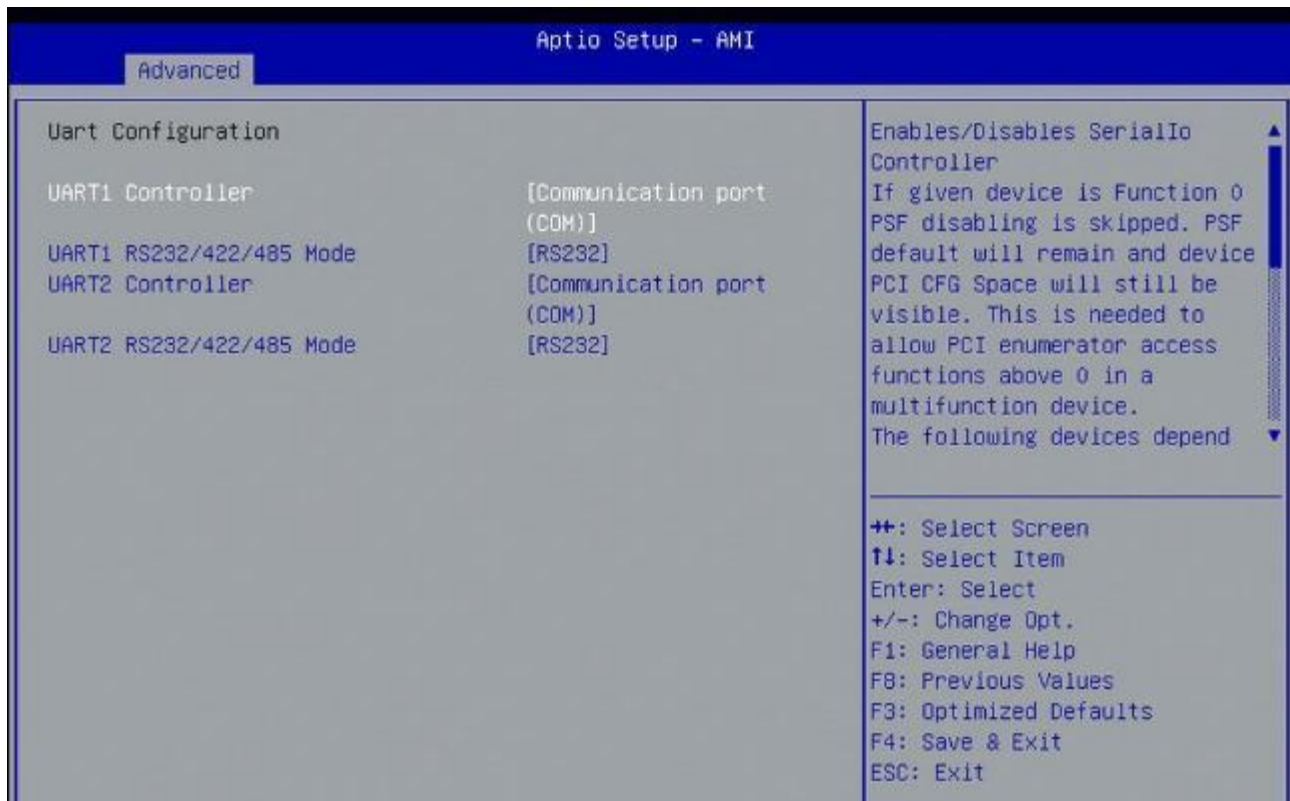 Aptio Setup – AMI
Advanced
Uart Configuration
UART1 Controller [Communication port
(COM)]
UART1 RS232/422/485 Mode [RS232]
UART2 Controller [Communication port
(COM)]
UART2 RS232/422/485 Mode [RS232]
Enables/Disables SerialIo
Controller
If given device is Function 0
PSF disabling is skipped. PSF
default will remain and device
PCI CFG Space will still be
visible. This is needed to
allow PCI enumerator access
functions above 0 in a
multifunction device.
The following devices depend
→←: Select Screen
↑↓: Select Item
Enter: Select
+/-: Change Opt.
F1: General Help
F8: Previous Values
F3: Optimized Defaults
F4: Save & Exit
ESC: Exit